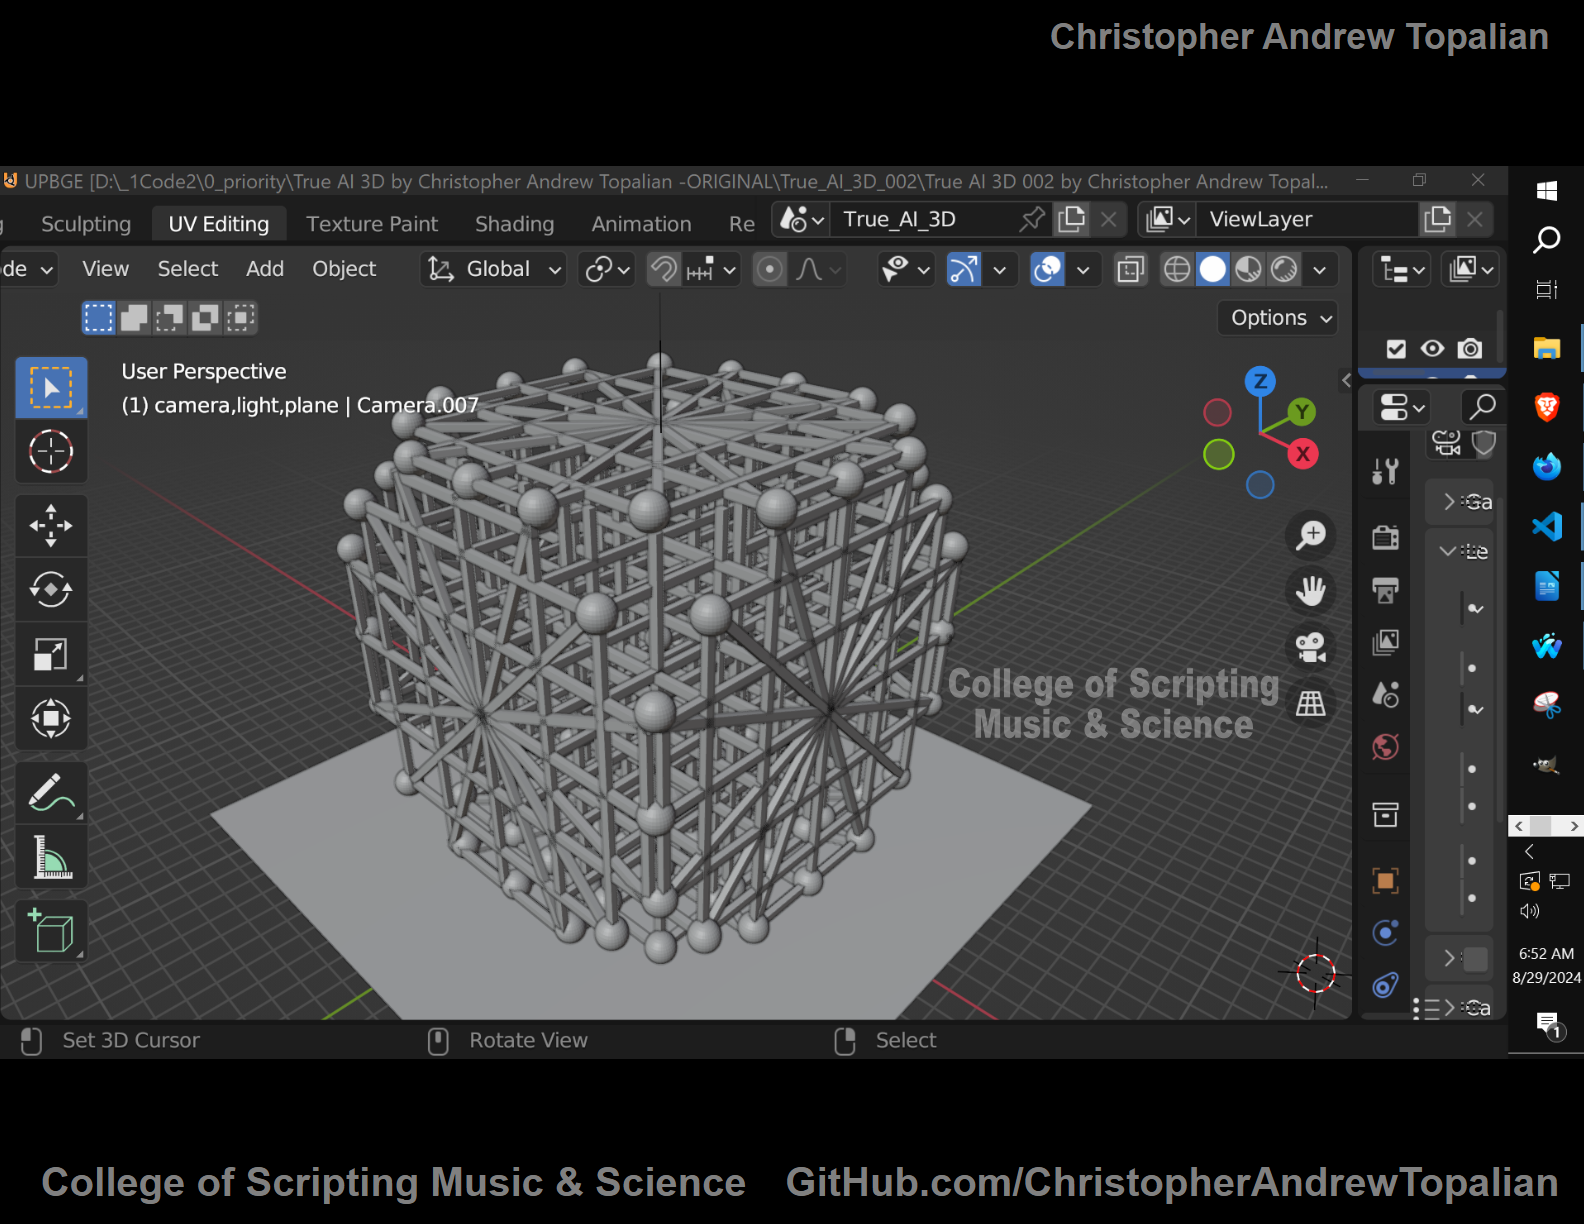 Christopher Andrew Topalian
UPBGE [D:\_1Code2\0_priority\True AI 3D by Christopher Andrew Topalian -ORIGINAL\True_AI_3D_002\True AI 3D 002 by Christopher Andrew Topal...
Sculpting UV Editing Texture Paint Shading Animation Re True_AI_3D ViewLayer
de View Select Add Object Global
Options
User Perspective
(1) camera,light,plane | Camera.007
Z
Y
X
Ga
Le
College of Scripting
Music & Science
6:52 AM
8/29/2024
Ca
1
Set 3D Cursor Rotate View Select
College of Scripting Music & Science GitHub.com/ChristopherAndrewTopalian